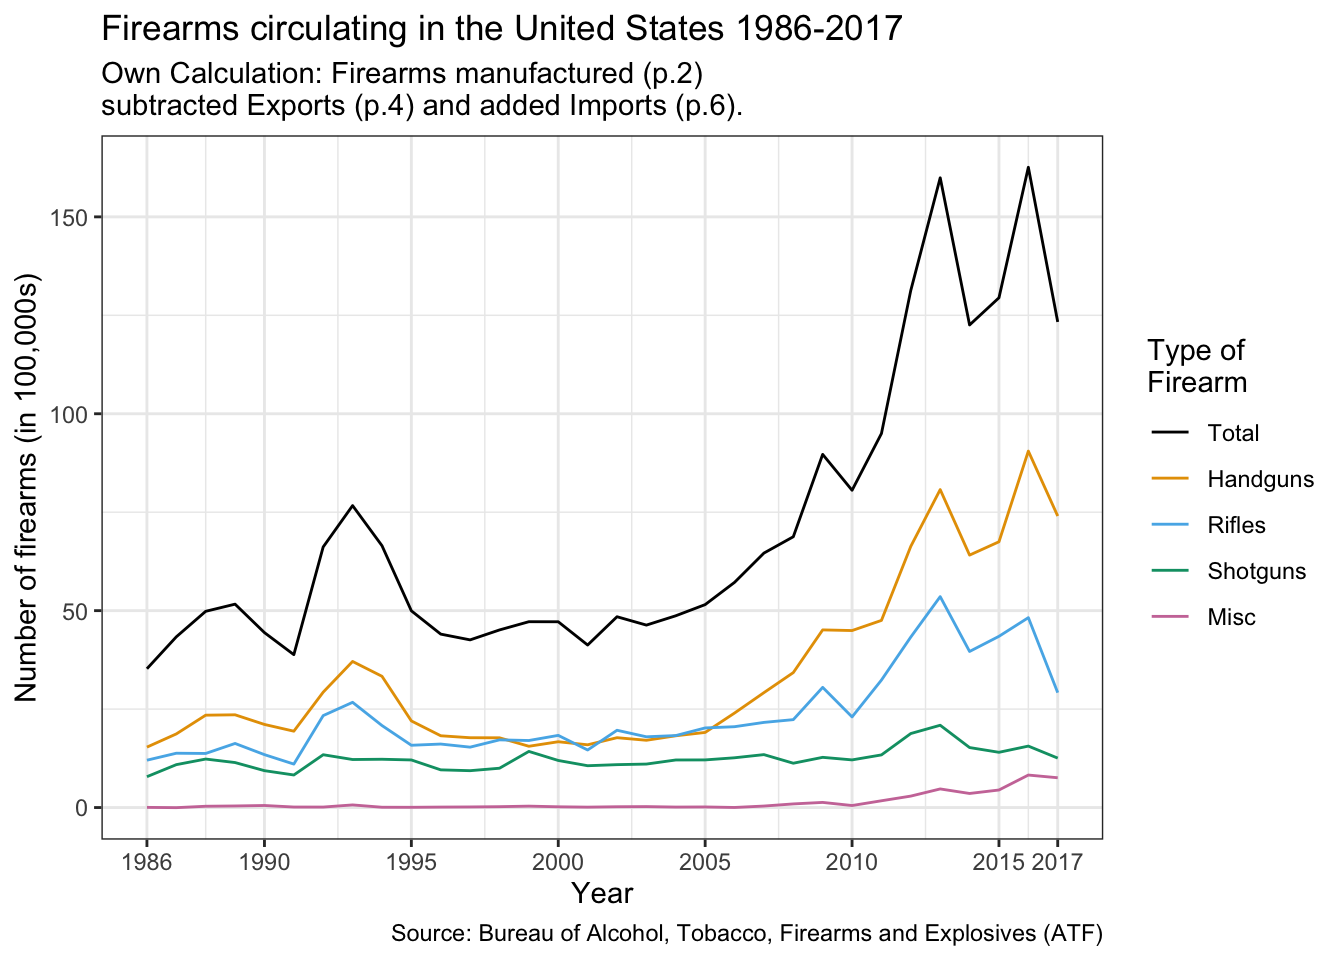 Firearms circulating in the United States 1986-2017
Own Calculation: Firearms manufactured (p.2)
subtracted Exports (p.4) and added Imports (p.6).
Number of firearms (in 100,000s)
150
100
50
0
1986 1990 1995 2000 2005 2010 2015 2017
Year
Type of
Firearm
Total
Handguns
Rifles
Shotguns
Misc
Source: Bureau of Alcohol, Tobacco, Firearms and Explosives (ATF)